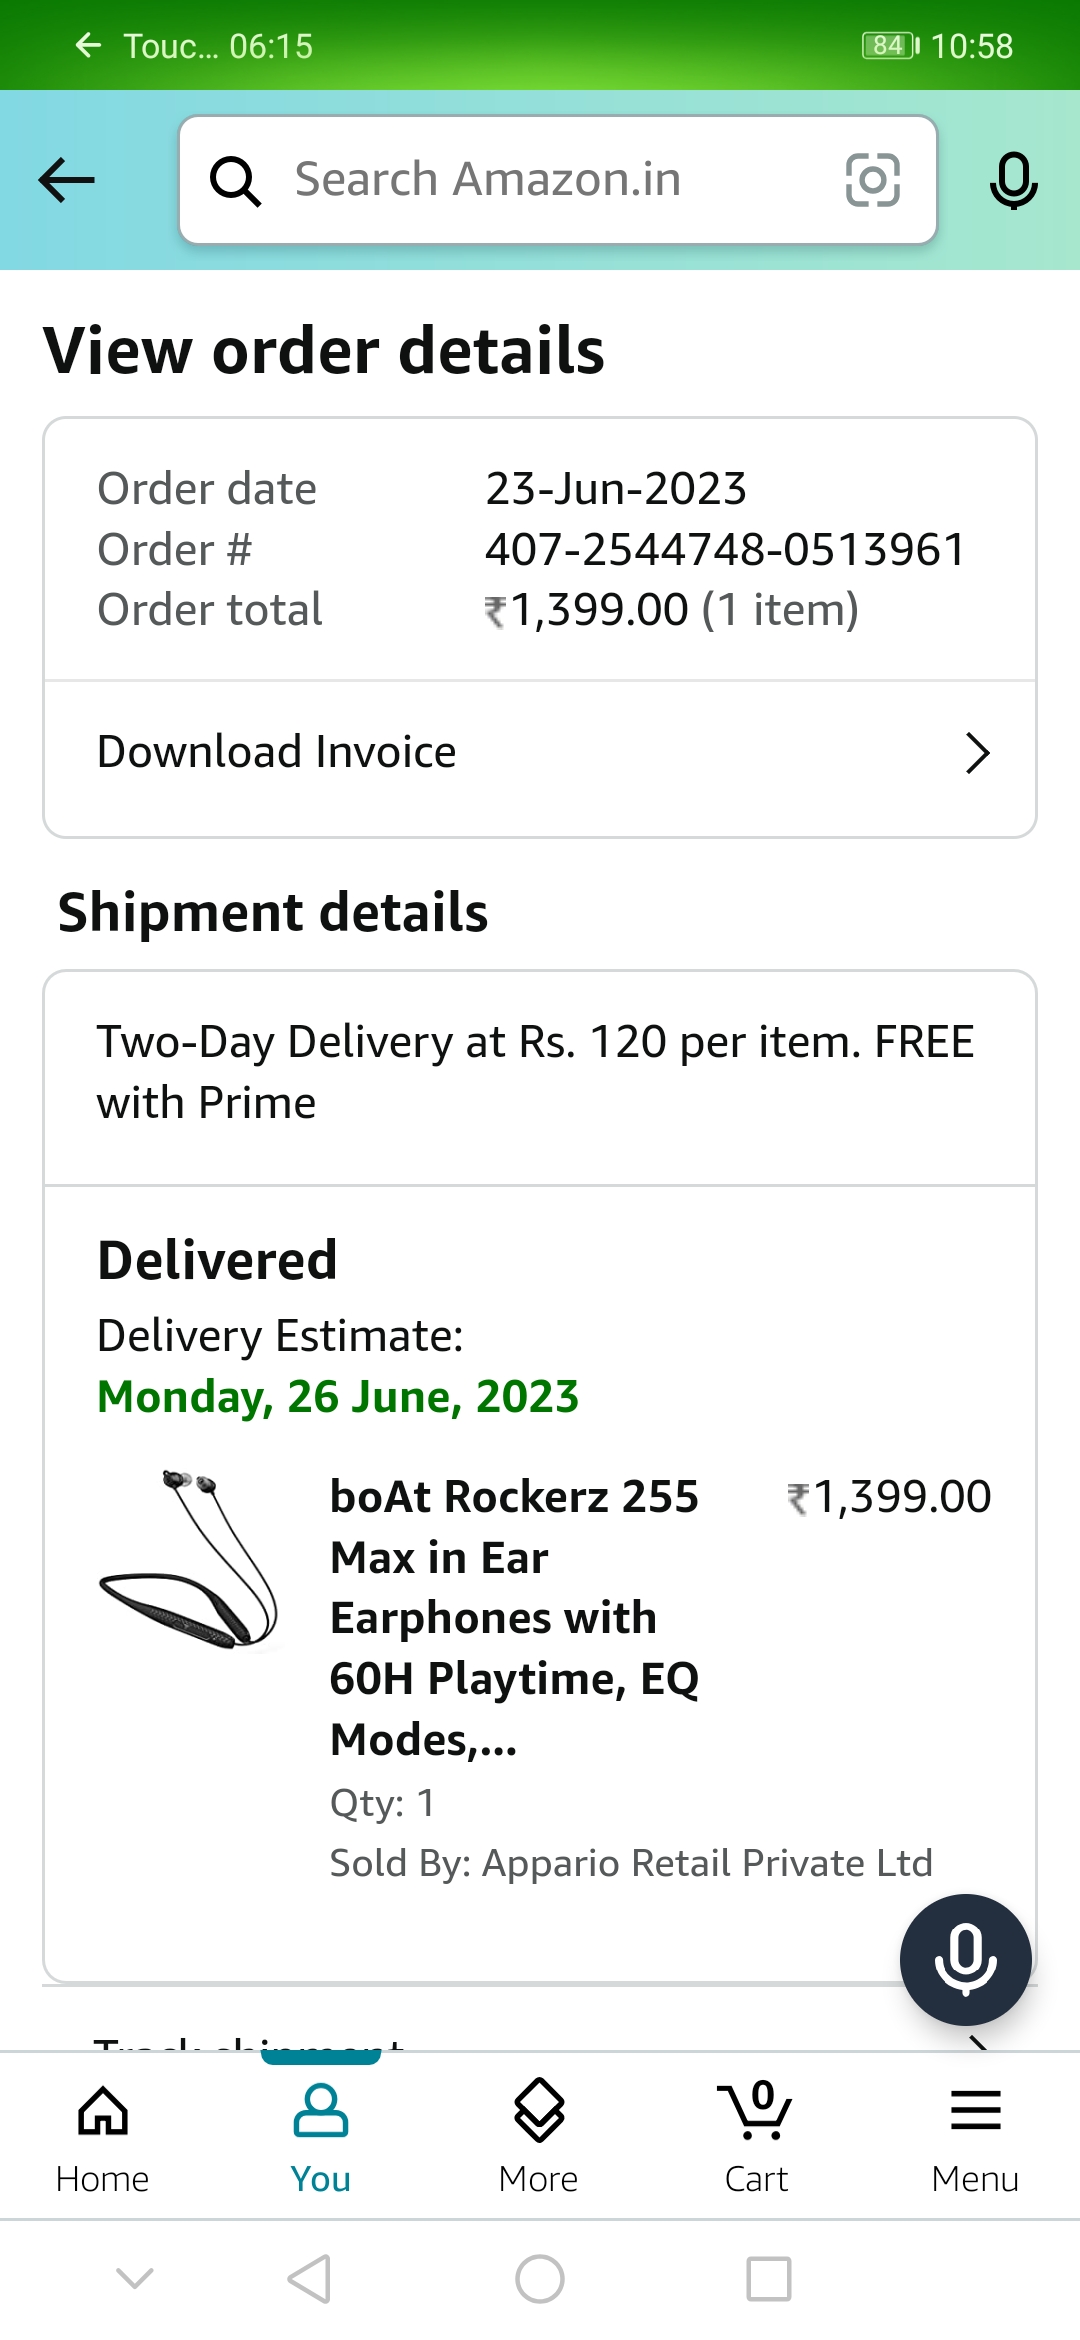 Touc... 06:15
84 10:58
Search Amazon.in
View order details
Order date 23-Jun-2023
Order # 407-2544748-0513961
Order total ₹1,399.00 (1 item)
Download Invoice
Shipment details
Two-Day Delivery at Rs. 120 per item. FREE
with Prime
Delivered
Delivery Estimate:
Monday, 26 June, 2023
boAt Rockerz 255 ₹1,399.00
Max in Ear
Earphones with
60H Playtime, EQ
Modes,...
Qty: 1
Sold By: Appario Retail Private Ltd
Track shipment
0
Home You More Cart Menu